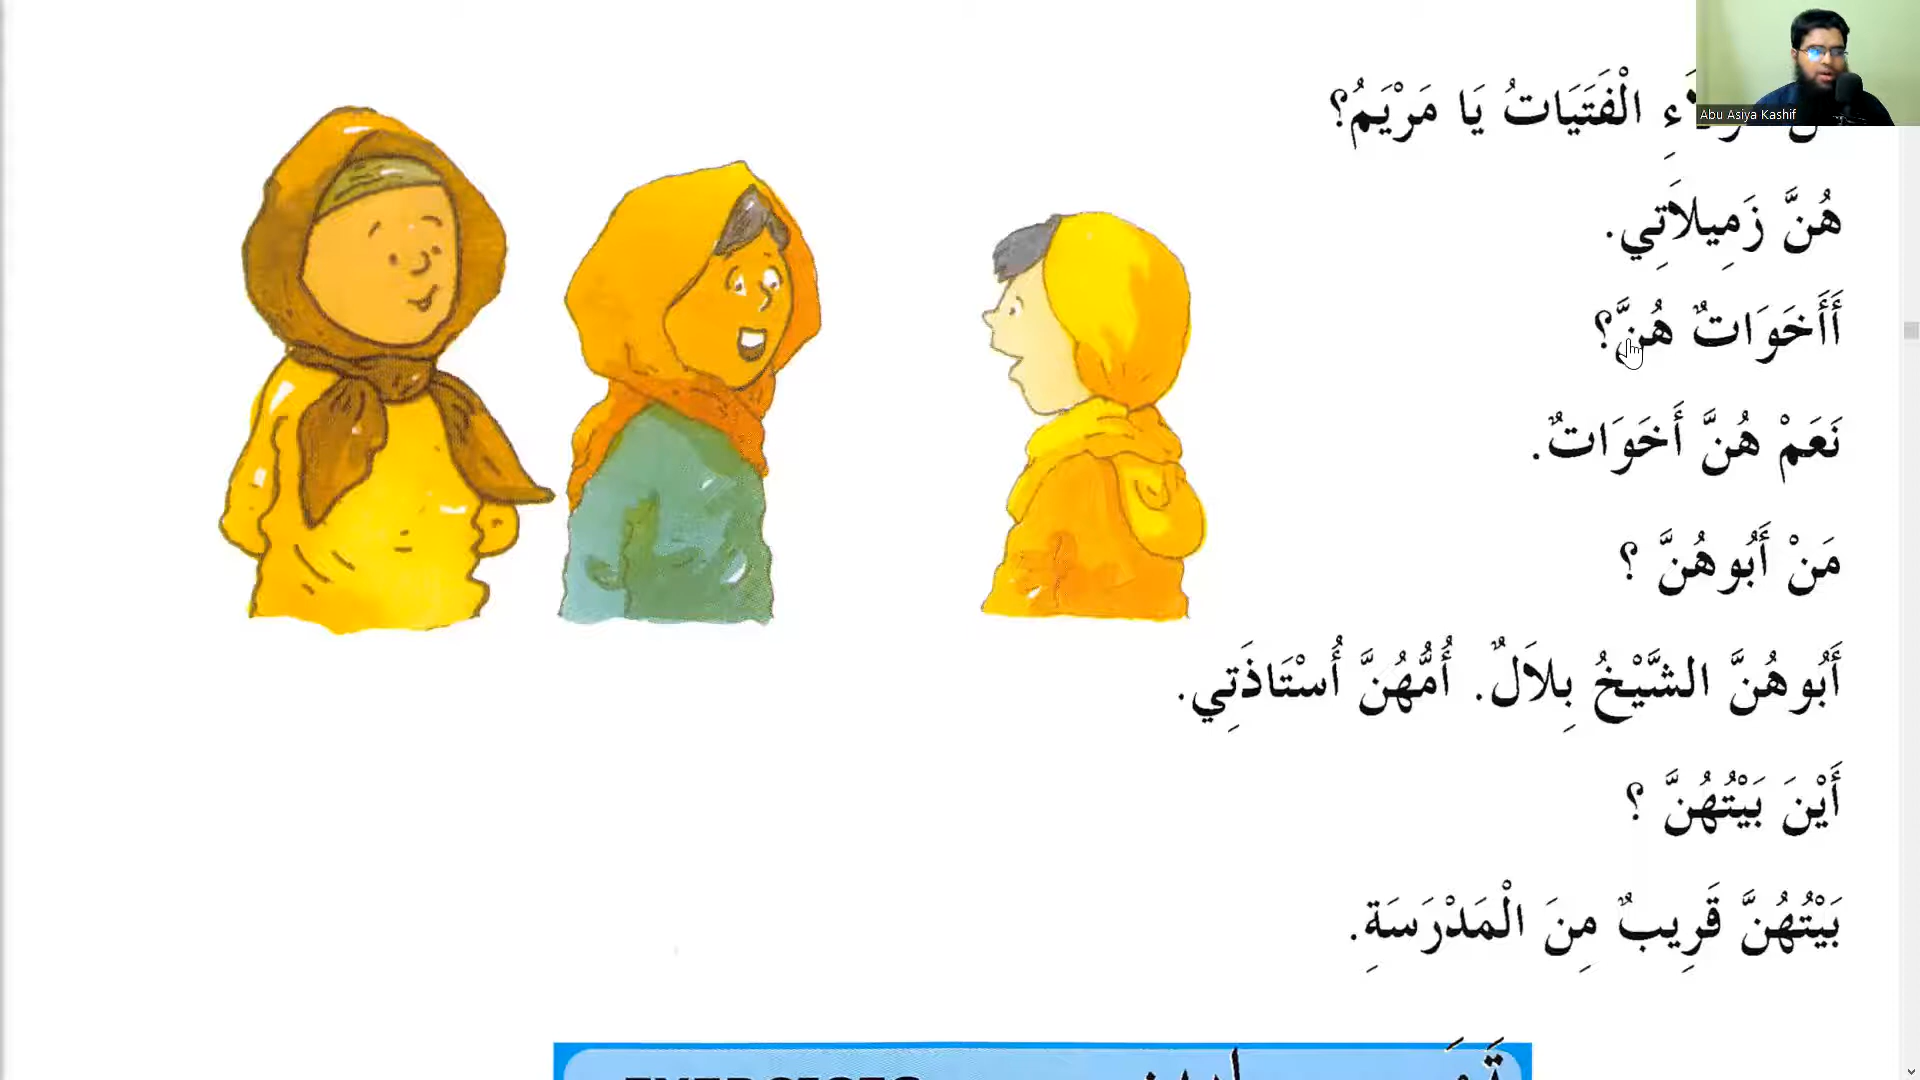 الْفَتَيَاتُ يَا مَرْيَمُ؟
هُنَّ زَمِيلَاتِي.
أَأَخَوَاتٌ هُنَّ؟
نَعَمْ هُنَّ أَخَوَاتٌ.
مَنْ أَبُوهُنَّ ؟
أَبُوهُنَّ الشَّيْخُ بِلَالٌ. أُمُّهُنَّ أُسْتَاذَتِي.
أَيْنَ بَيْتُهُنَّ ؟
بَيْتُهُنَّ قَرِيبٌ مِنَ الْمَدْرَسَةِ.
Abu Asiya Kashif